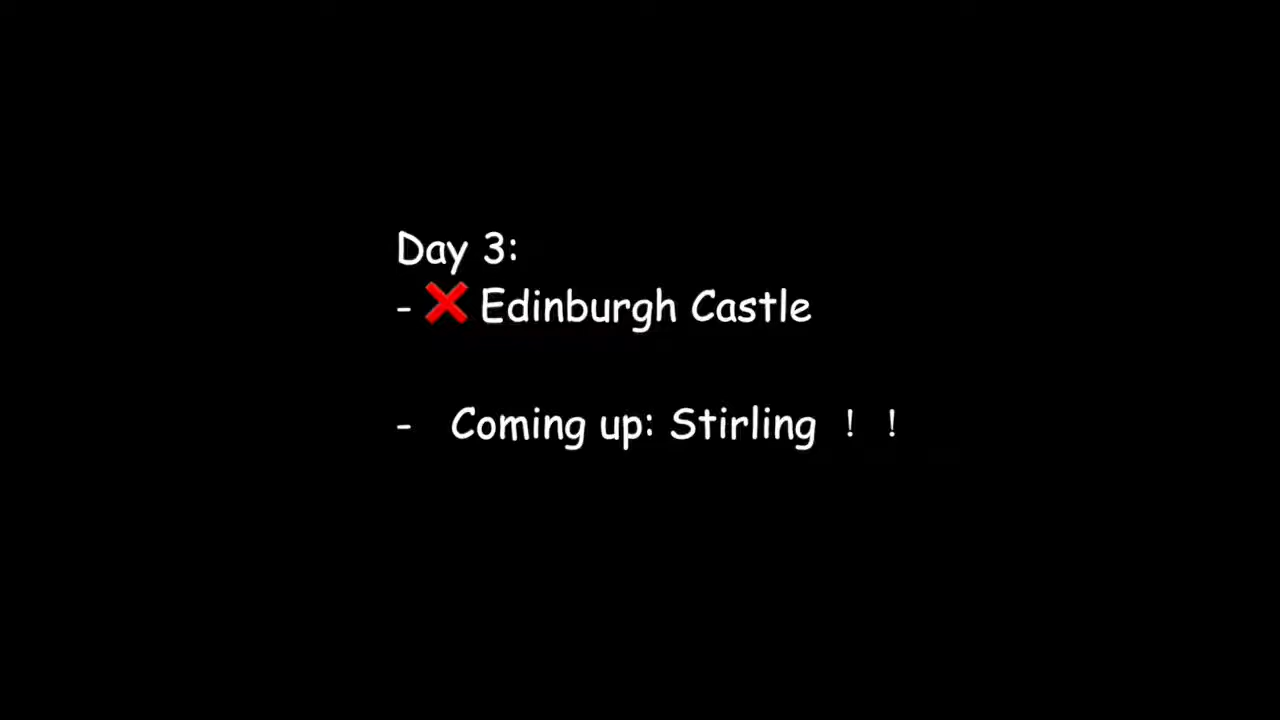 Day 3:
- ❌ Edinburgh Castle
- Coming up: Stirling ！！